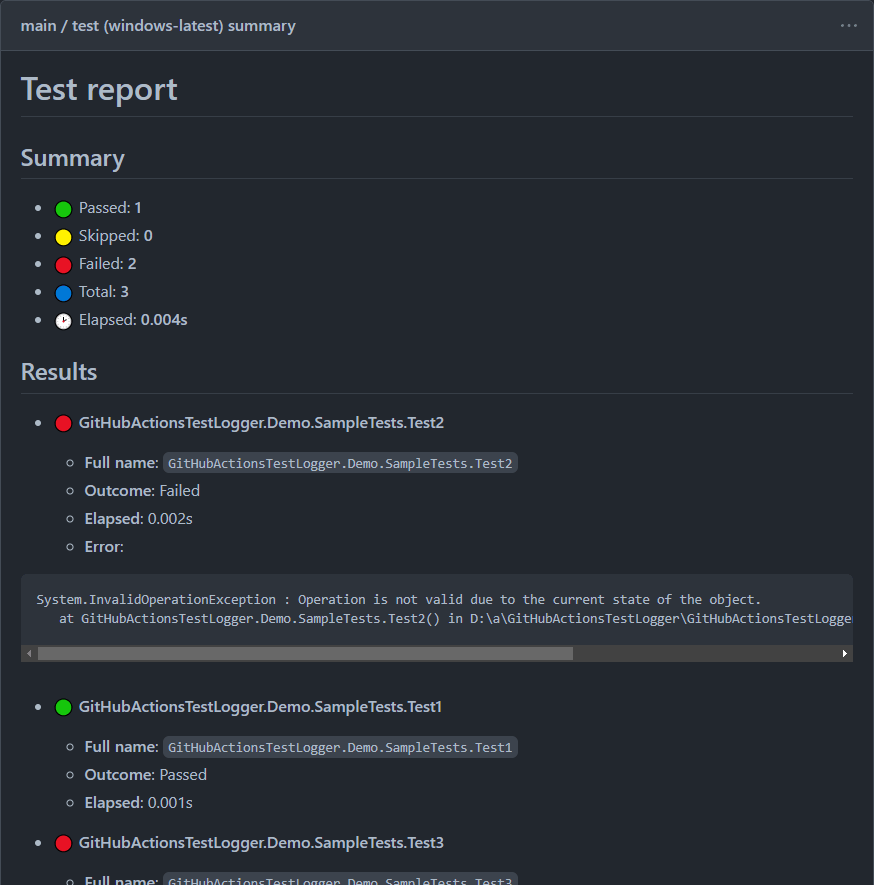 main / test (windows-latest) summary
Test report
Summary
Passed: 1
Skipped: 0
Failed: 2
Total: 3
Elapsed: 0.004s
Results
GitHubActionsTestLogger.Demo.SampleTests.Test2
Full name: GitHubActionsTestLogger.Demo.SampleTests.Test2
Outcome: Failed
Elapsed: 0.002s
Error:
System.InvalidOperationException : Operation is not valid due to the current state of the object.
at GitHubActionsTestLogger.Demo.SampleTests.Test2() in D:\a\GitHubActionsTestLogger\GitHubActionsTestLogge
GitHubActionsTestLogger.Demo.SampleTests.Test1
Full name: GitHubActionsTestLogger.Demo.SampleTests.Test1
Outcome: Passed
Elapsed: 0.001s
GitHubActionsTestLogger.Demo.SampleTests.Test3
Full name: GitHubActionsTestLogger.Demo.SampleTests.Test3